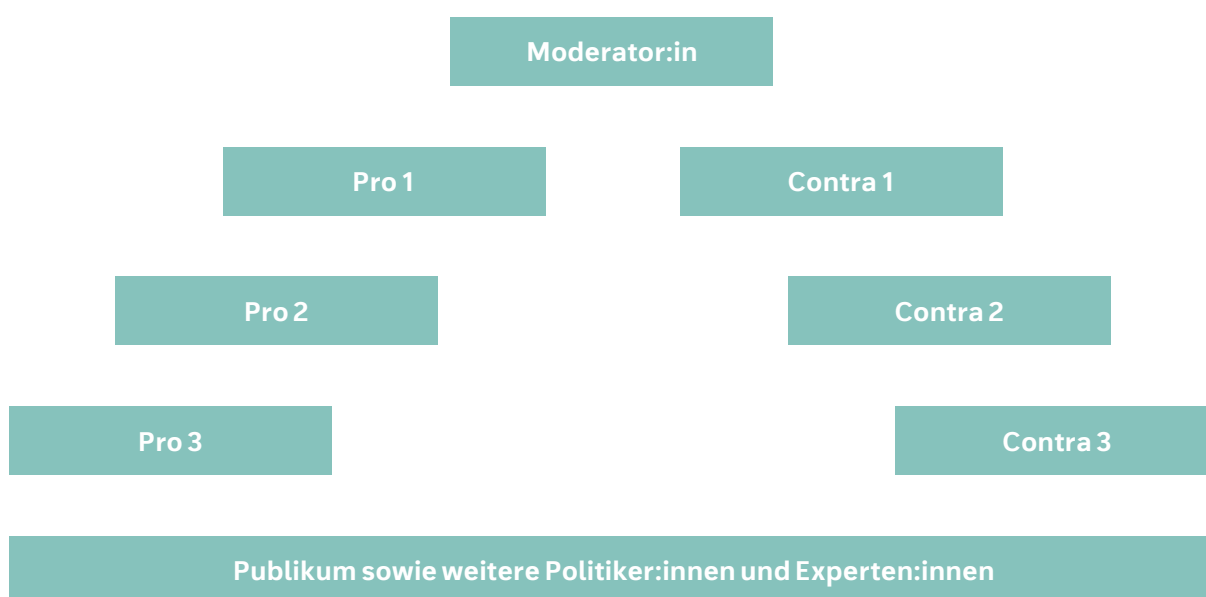 Moderator:in
Pro 1
Contra 1
Pro 2
Contra 2
Pro 3
Contra 3
Publikum sowie weitere Politiker:innen und Experten:innen